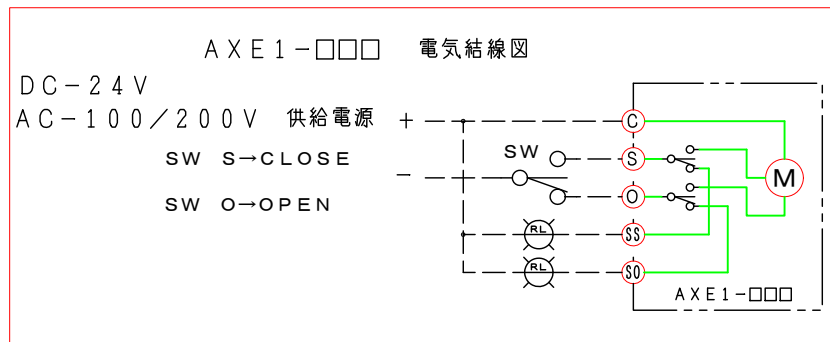 AXE1-□□□ 電気結線図
DC-24V
AC-100/200V 供給電源 +
-
SW S→CLOSE
SW O→OPEN
SW
C
S
O
RL
SS
RL
SO
M
AXE1-□□□